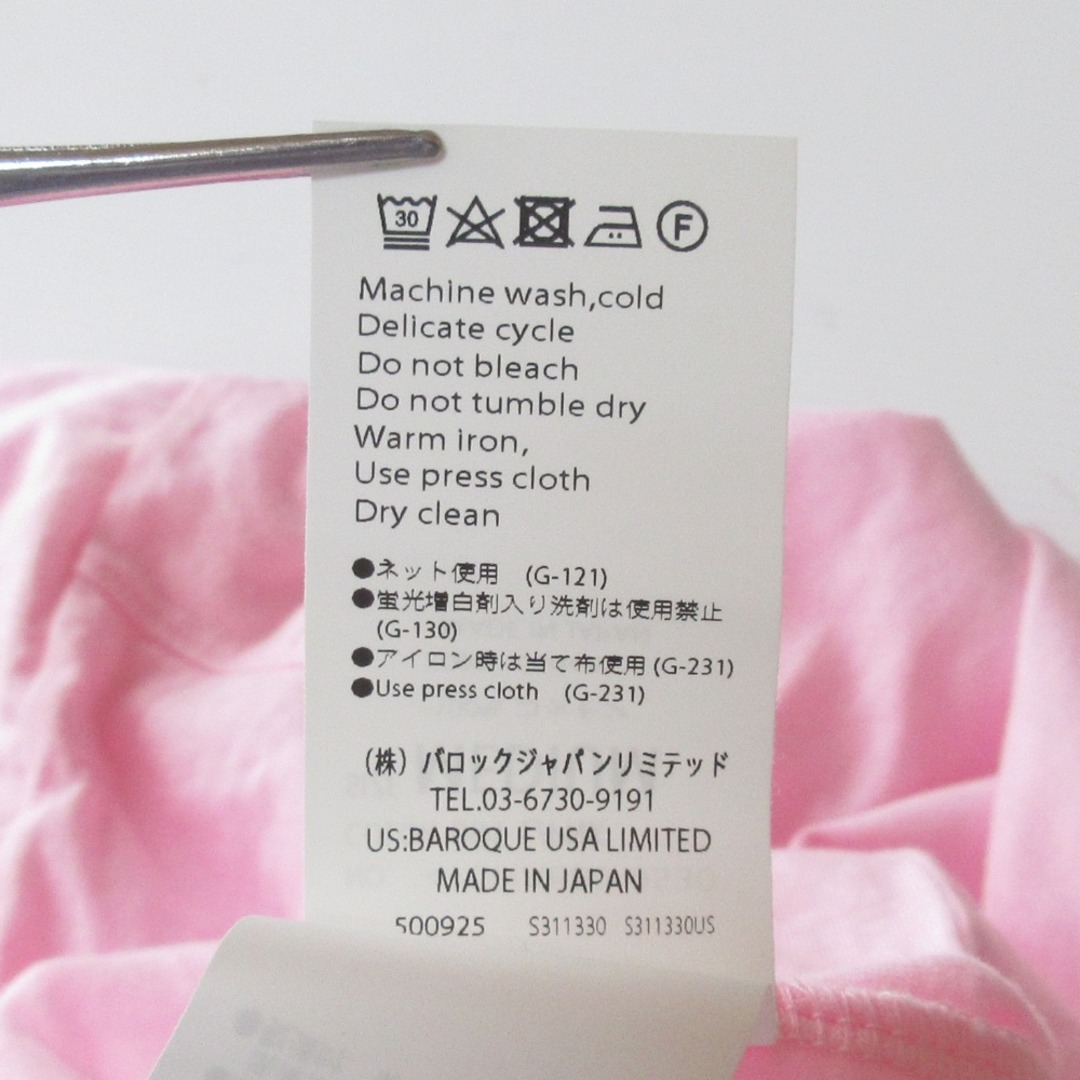 30 F
Machine wash,cold
Delicate cycle
Do not bleach
Do not tumble dry
Warm iron,
Use press cloth
Dry clean
●ネット使用 (G-121)
●蛍光増白剤入り洗剤は使用禁止
(G-130)
●アイロン時は当て布使用 (G-231)
●Use press cloth (G-231)
(株) バロックジャパンリミテッド
TEL.03-6730-9191
US:BAROQUE USA LIMITED
MADE IN JAPAN
500925 S311330 S311330US